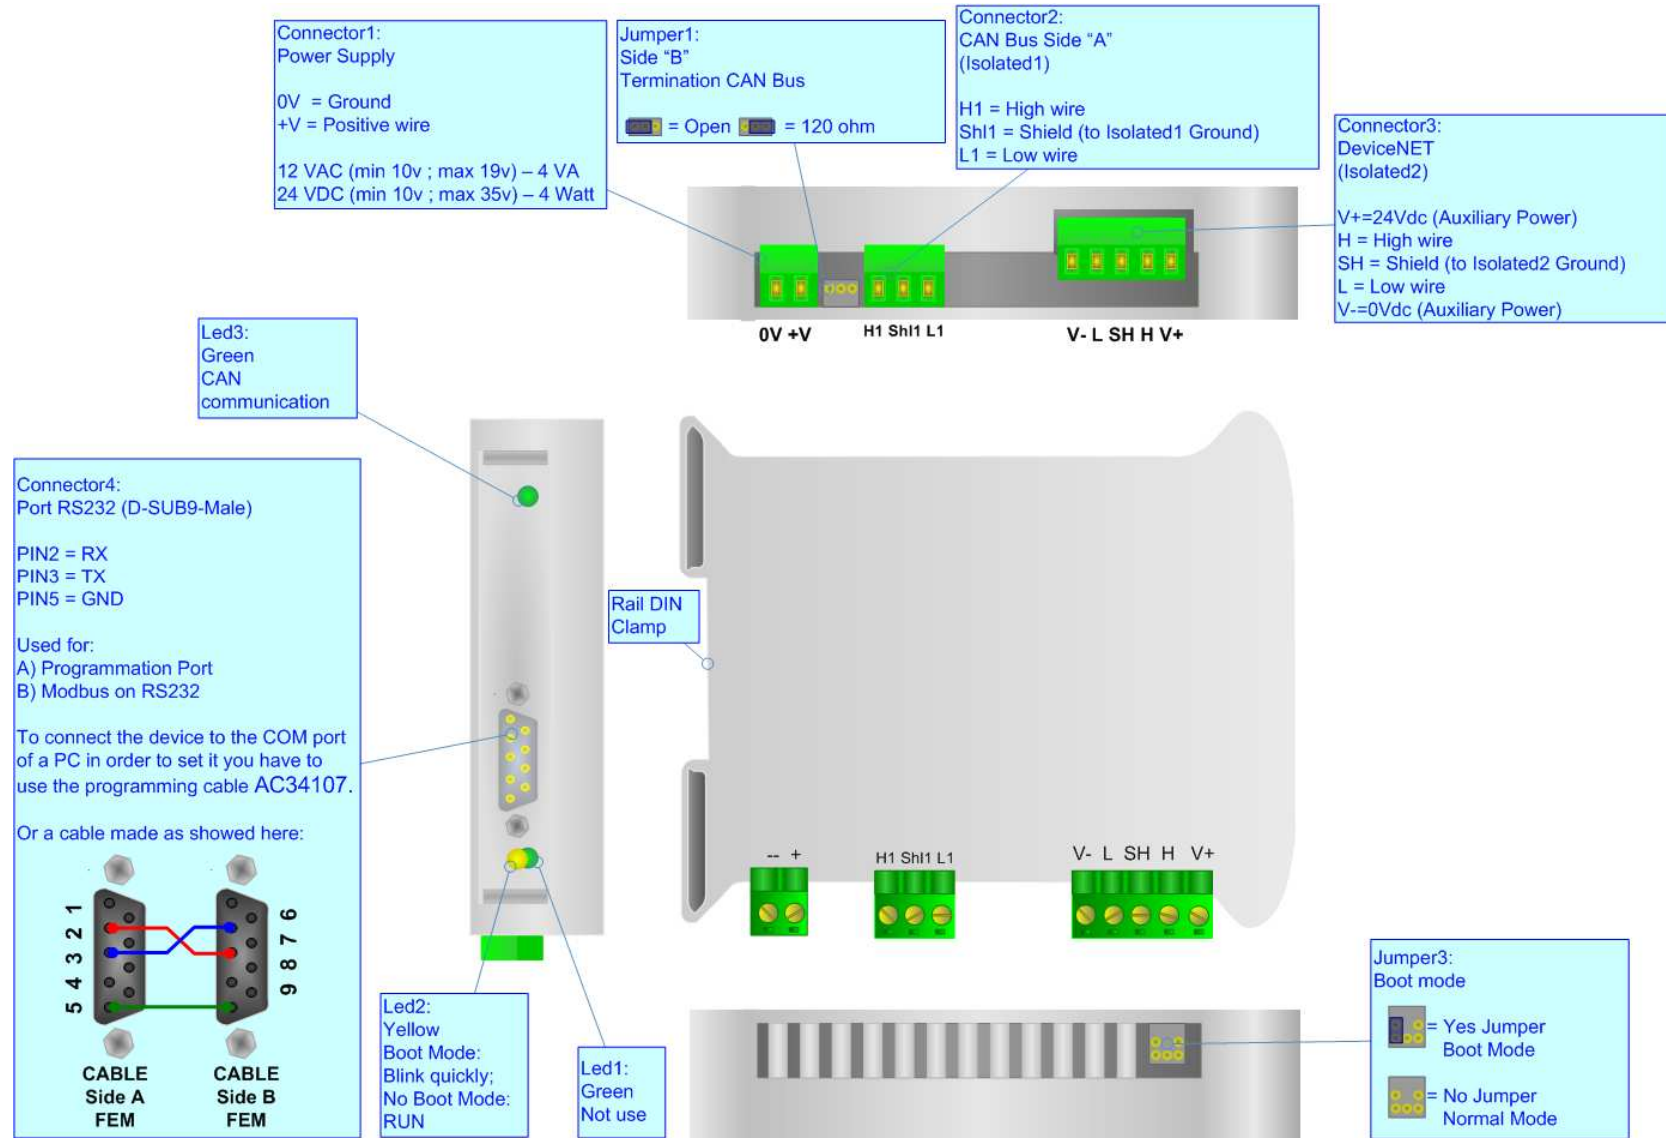 Connector1:
Power Supply
0V = Ground
+V = Positive wire
12 VAC (min 10v ; max 19v) – 4 VA
24 VDC (min 10v ; max 35v) – 4 Watt
Jumper1:
Side “B”
Termination CAN Bus
= Open = 120 ohm
Connector2:
CAN Bus Side “A”
(Isolated1)
H1 = High wire
Shl1 = Shield (to Isolated1 Ground)
L1 = Low wire
Connector3:
DeviceNET
(Isolated2)
V+=24Vdc (Auxiliary Power)
H = High wire
SH = Shield (to Isolated2 Ground)
L = Low wire
V-=0Vdc (Auxiliary Power)
0V +V
H1 Shl1 L1
V- L SH H V+
Led3:
Green
CAN
communication
Connector4:
Port RS232 (D-SUB9-Male)
PIN2 = RX
PIN3 = TX
PIN5 = GND
Used for:
A) Programmation Port
B) Modbus on RS232
To connect the device to the COM port
of a PC in order to set it you have to
use the programming cable AC34107.
Or a cable made as showed here:
1
2
3
4
5
6
7
8
9
CABLE
Side A
FEM
CABLE
Side B
FEM
Rail DIN
Clamp
-- +
H1 Shl1 L1
V- L SH H V+
Led2:
Yellow
Boot Mode:
Blink quickly;
No Boot Mode:
RUN
Led1:
Green
Not use
Jumper3:
Boot mode
= Yes Jumper
Boot Mode
= No Jumper
Normal Mode